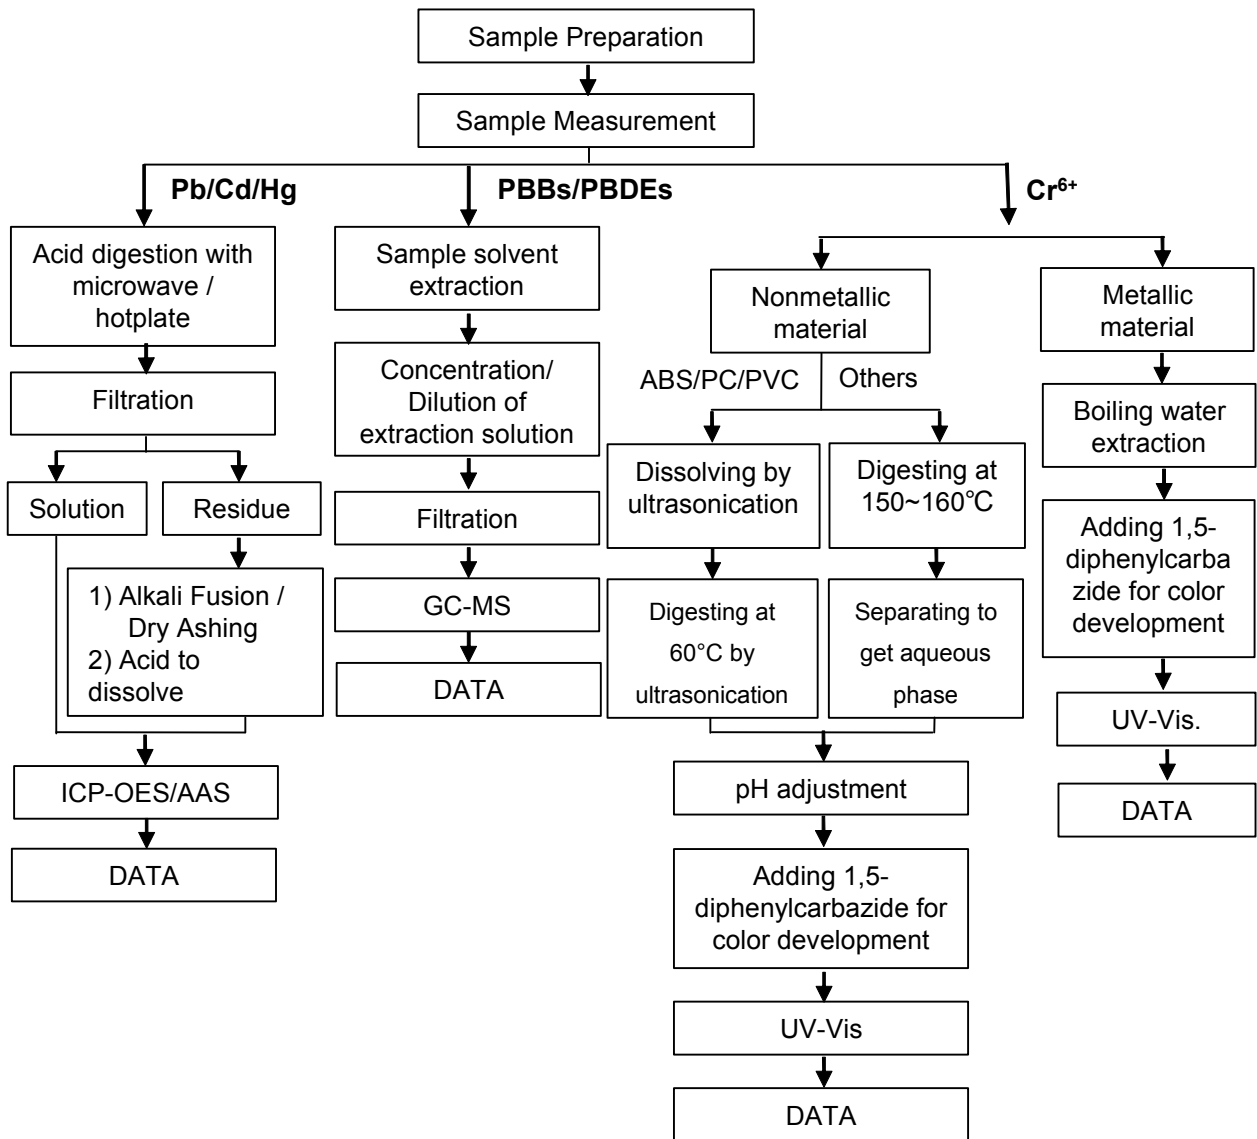 Sample Preparation
Sample Measurement
Pb/Cd/Hg
PBBs/PBDEs
Cr⁶⁺
Acid digestion with
microwave /
hotplate
Filtration
Solution
Residue
1) Alkali Fusion /
Dry Ashing
2) Acid to
dissolve
ICP-OES/AAS
DATA
Sample solvent
extraction
Concentration/
Dilution of
extraction solution
Filtration
GC-MS
DATA
Nonmetallic
material
ABS/PC/PVC
Others
Dissolving by
ultrasonication
Digesting at
60°C by
ultrasonication
Digesting at
150~160℃
Separating to
get aqueous
phase
pH adjustment
Adding 1,5-
diphenylcarbazide for
color development
UV-Vis
DATA
Metallic
material
Boiling water
extraction
Adding 1,5-
diphenylcarba
zide for color
development
UV-Vis.
DATA